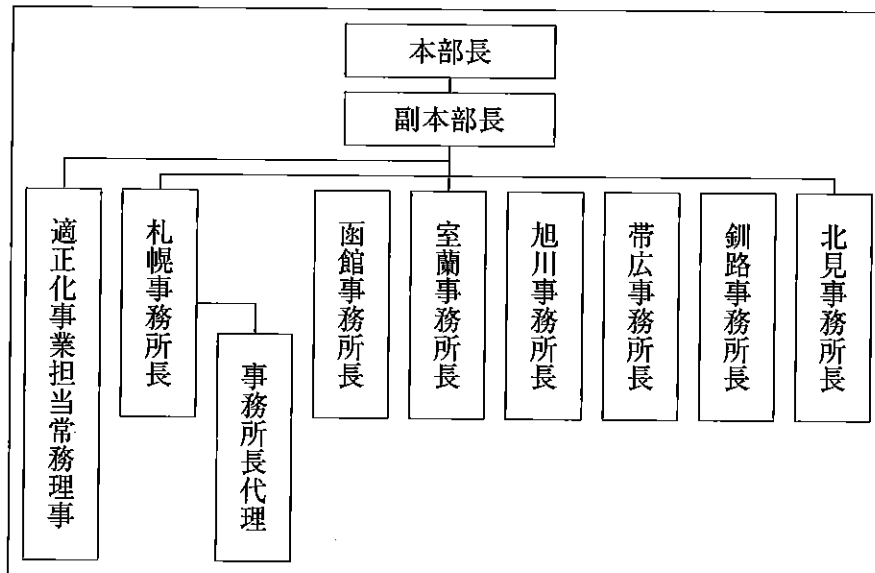 本部長
副本部長
適正化事業担当常務理事
札幌事務所長
事務所長代理
函館事務所長
室蘭事務所長
旭川事務所長
帯広事務所長
釧路事務所長
北見事務所長